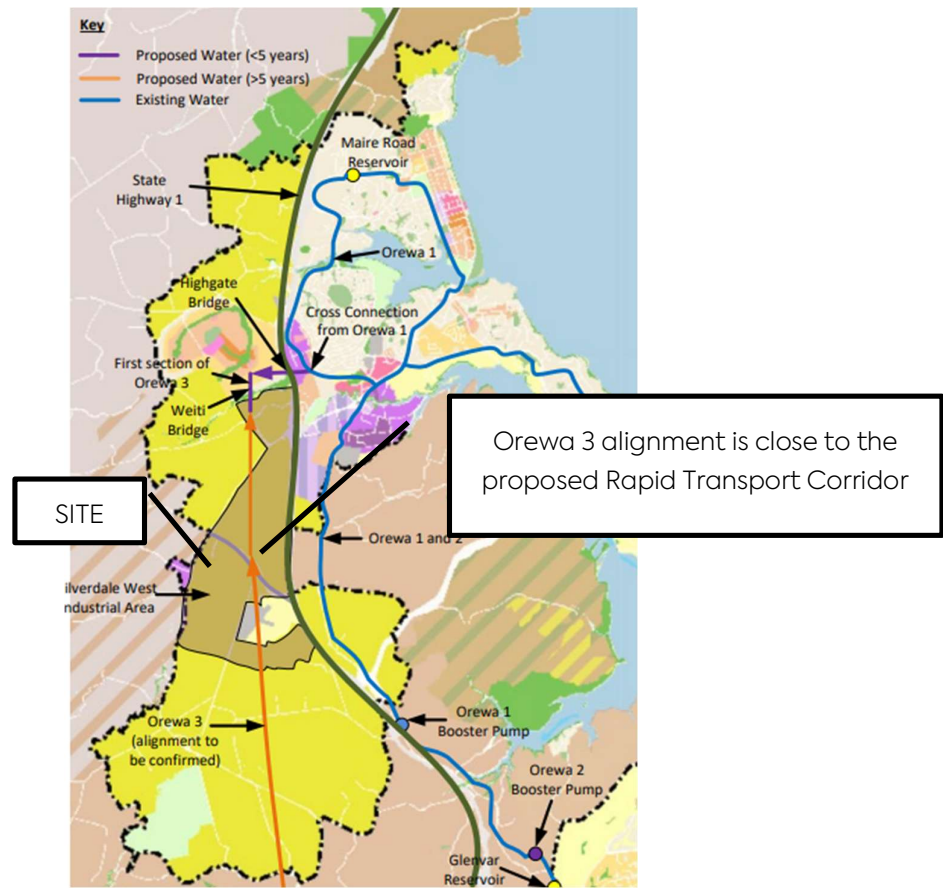 Key
Proposed Water (<5 years)
Proposed Water (>5 years)
Existing Water
Maire Road
Reservoir
State
Highway 1
Orewa 1
Highgate
Bridge
Cross Connection
from Orewa 1
First section of
Orewa 3
Weiti
Bridge
Orewa 3 alignment is close to the
proposed Rapid Transport Corridor
SITE
Orewa 1 and 2
ilverdale West
ndustrial Area
Orewa 3
(alignment to
be confirmed)
Orewa 1
Booster Pump
Orewa 2
Booster Pump
Glenvar
Reservoir